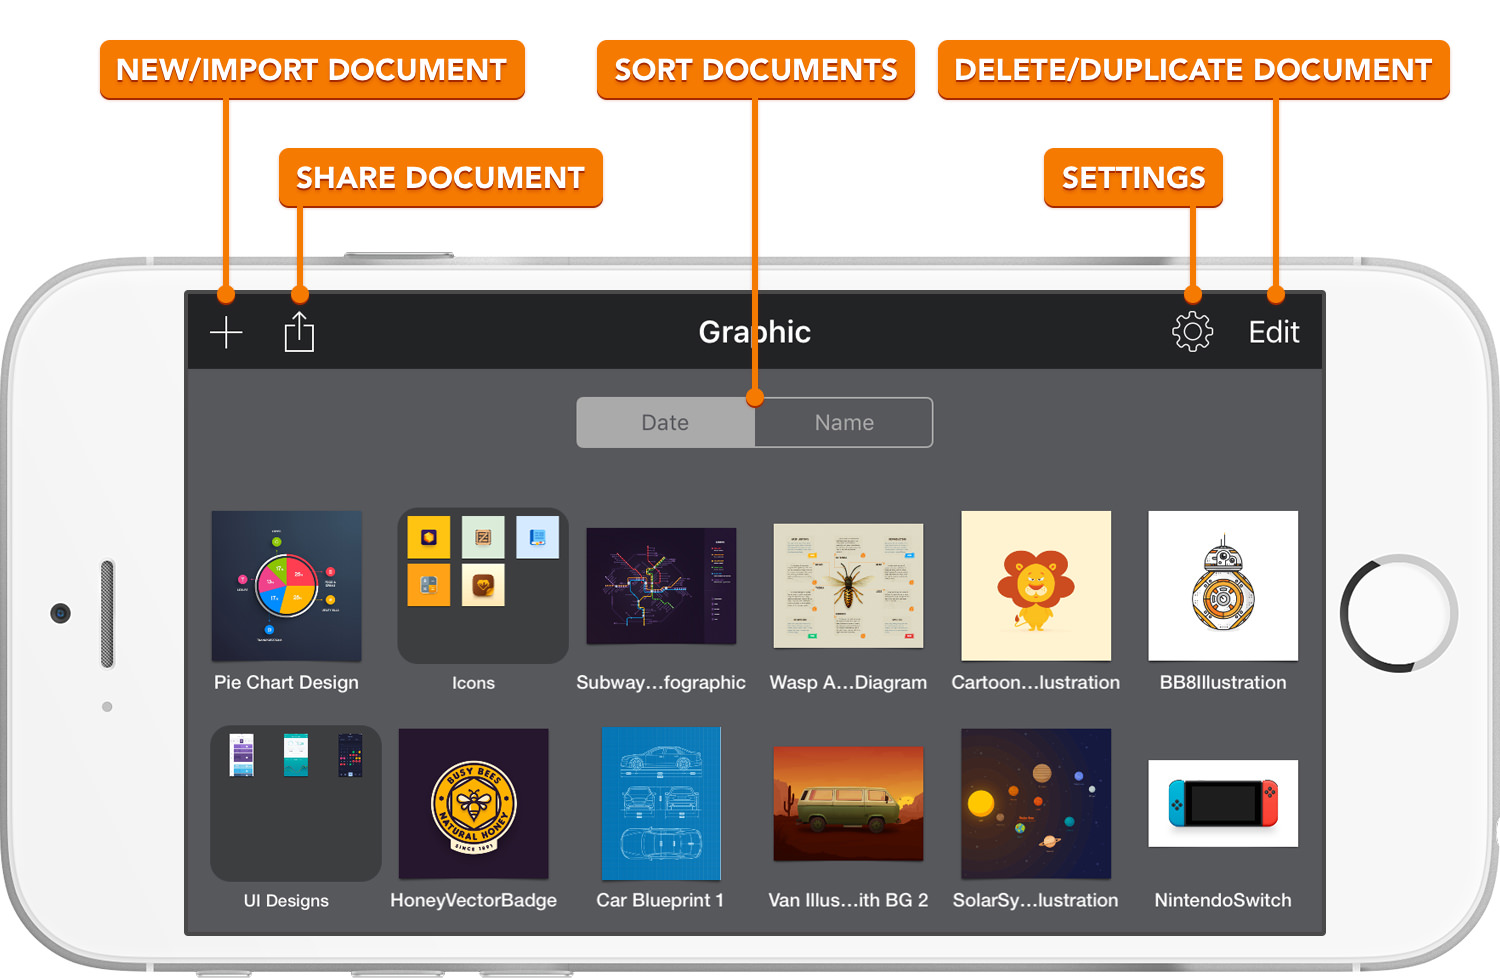 NEW/IMPORT DOCUMENT
SORT DOCUMENTS
DELETE/DUPLICATE DOCUMENT
SHARE DOCUMENT
SETTINGS
Graphic
Edit
Date
Name
Pie Chart Design
Icons
Subway...fographic
Wasp A...Diagram
Cartoon...lustration
BB8Illustration
BUSY BEES
NATURAL HONEY
SINCE 1991
UI Designs
HoneyVectorBadge
Car Blueprint 1
Van Illus...ith BG 2
SolarSy...lustration
NintendoSwitch